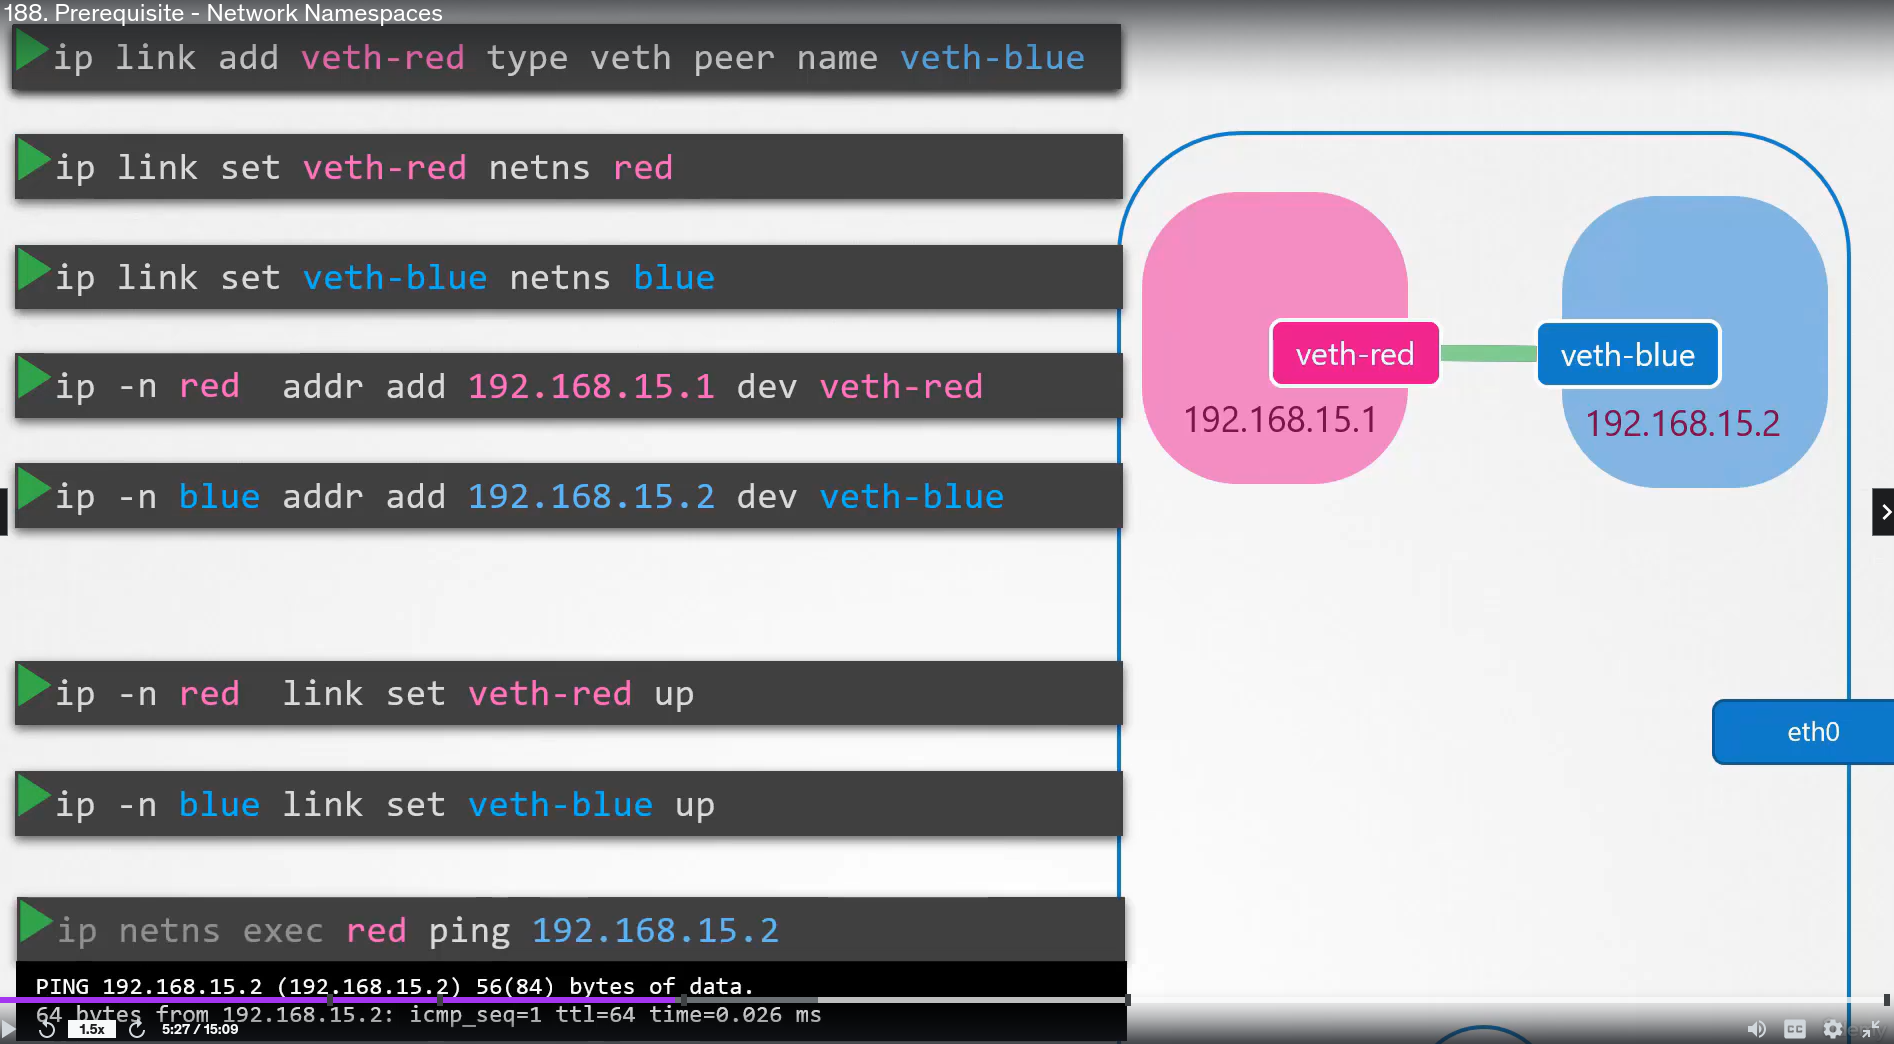 188. Prerequisite - Network Namespaces
ip link add veth-red type veth peer name veth-blue
ip link set veth-red netns red
ip link set veth-blue netns blue
ip -n red addr add 192.168.15.1 dev veth-red
ip -n blue addr add 192.168.15.2 dev veth-blue
ip -n red link set veth-red up
ip -n blue link set veth-blue up
ip netns exec red ping 192.168.15.2
PING 192.168.15.2 (192.168.15.2) 56(84) bytes of data.
64 bytes from 192.168.15.2: icmp_seq=1 ttl=64 time=0.026 ms
veth-red
veth-blue
192.168.15.1
192.168.15.2
eth0
1.5x
5:27 / 15:09
CC